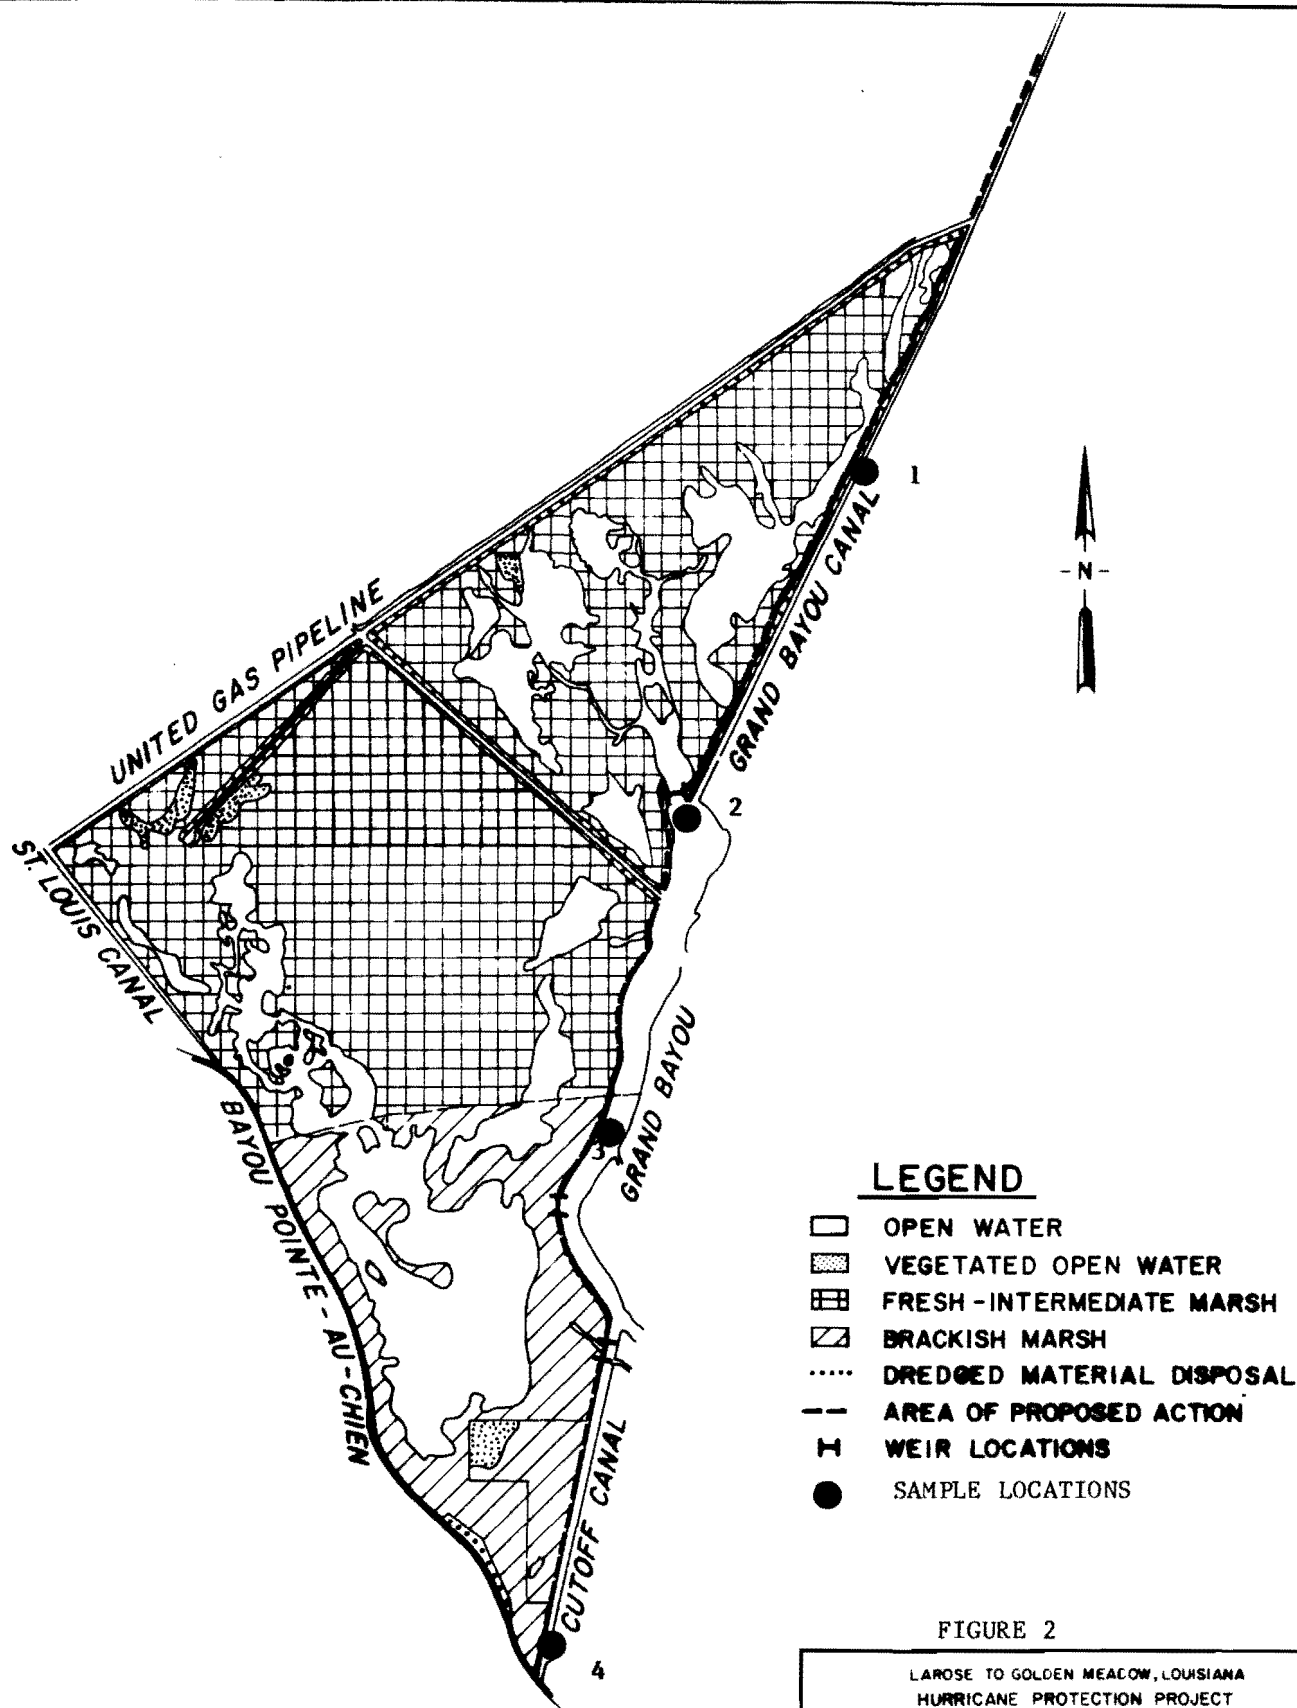 1
- N -
UNITED GAS PIPELINE
GRAND BAYOU CANAL
2
ST. LOUIS CANAL
GRAND BAYOU
3
BAYOU POINTE-AU-CHIEN
LEGEND
OPEN WATER
VEGETATED OPEN WATER
FRESH-INTERMEDIATE MARSH
BRACKISH MARSH
DREDGED MATERIAL DISPOSAL
AREA OF PROPOSED ACTION
WEIR LOCATIONS
SAMPLE LOCATIONS
CUTOFF CANAL
4
FIGURE 2
LAROSE TO GOLDEN MEADOW, LOUISIANA
HURRICANE PROTECTION PROJECT